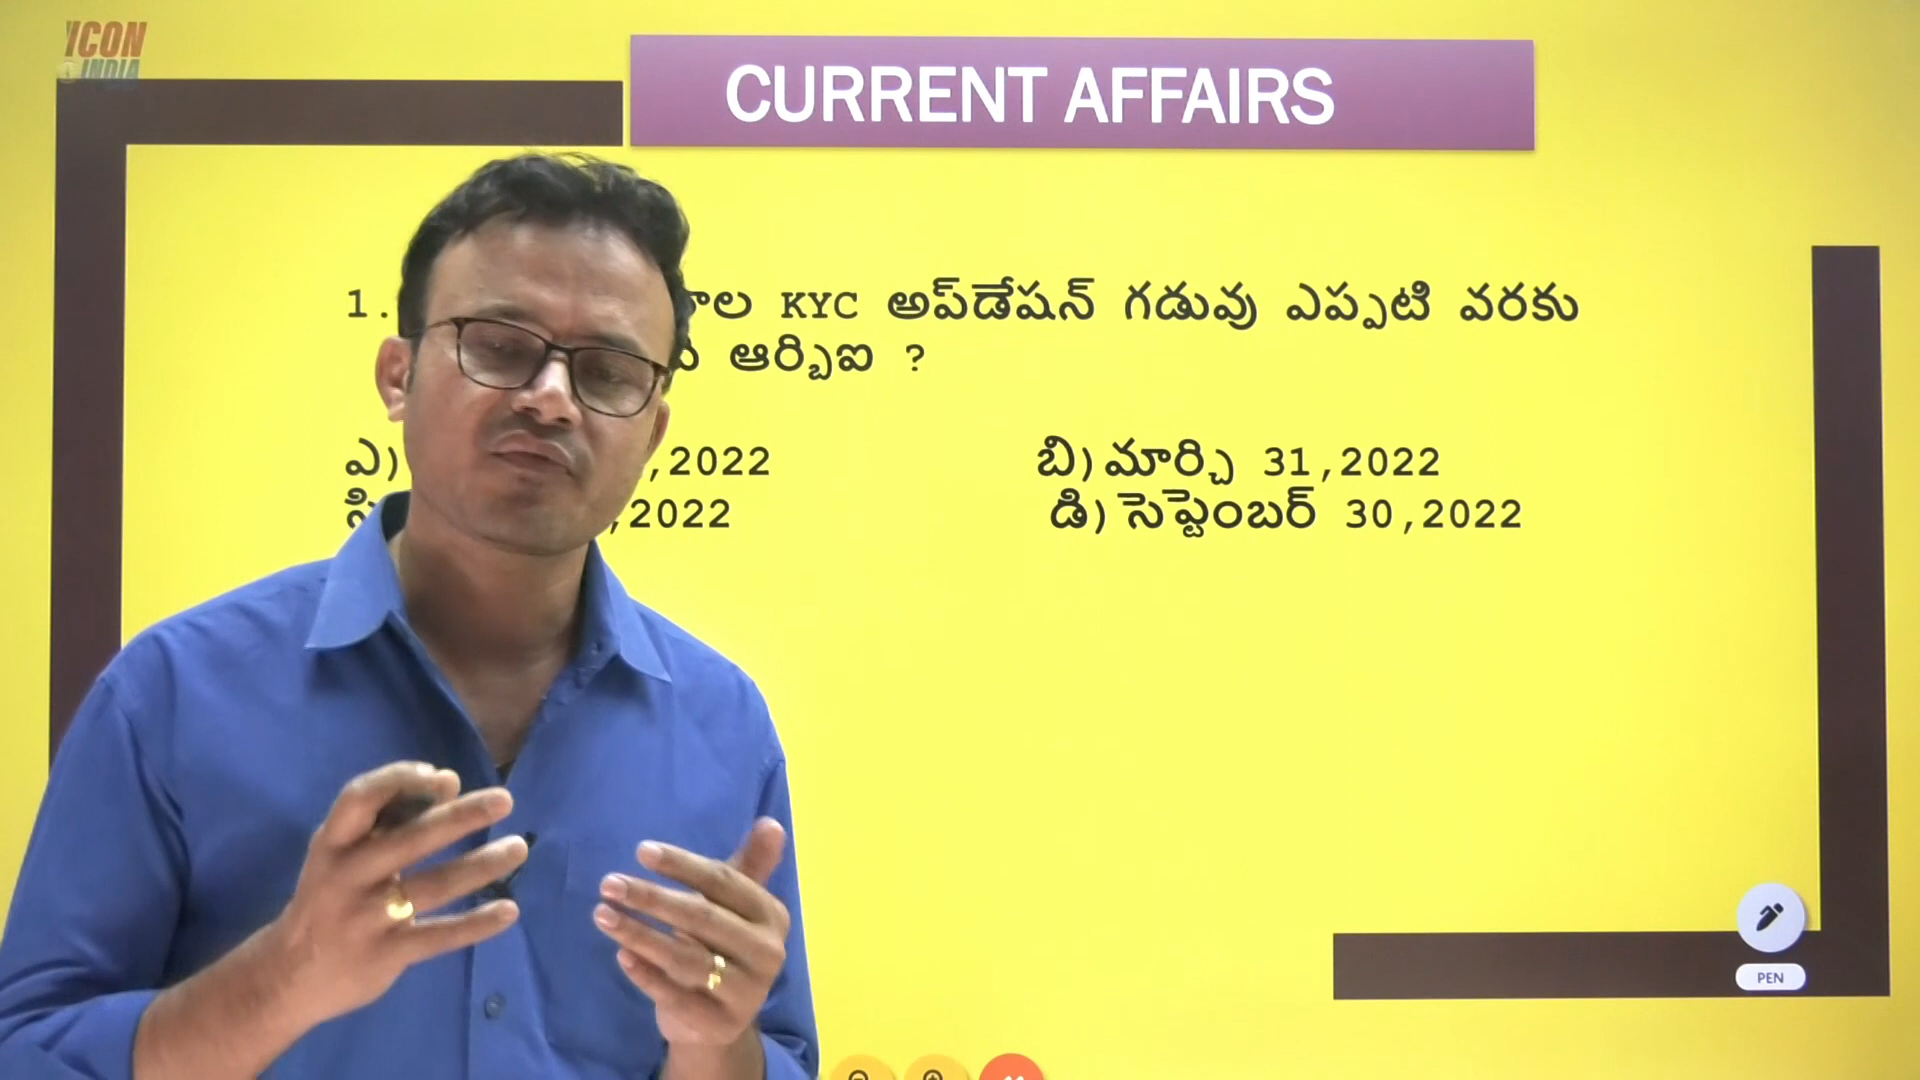 ICON
INDIA
CURRENT AFFAIRS
1. KYC అప్‌డేషన్ గడువు ఎప్పటి వరకు
ఆర్బిఐ ?
ఎ) ,2022 బి)మార్చి 31,2022
,2022 డి)సెప్టెంబర్ 30,2022
PEN